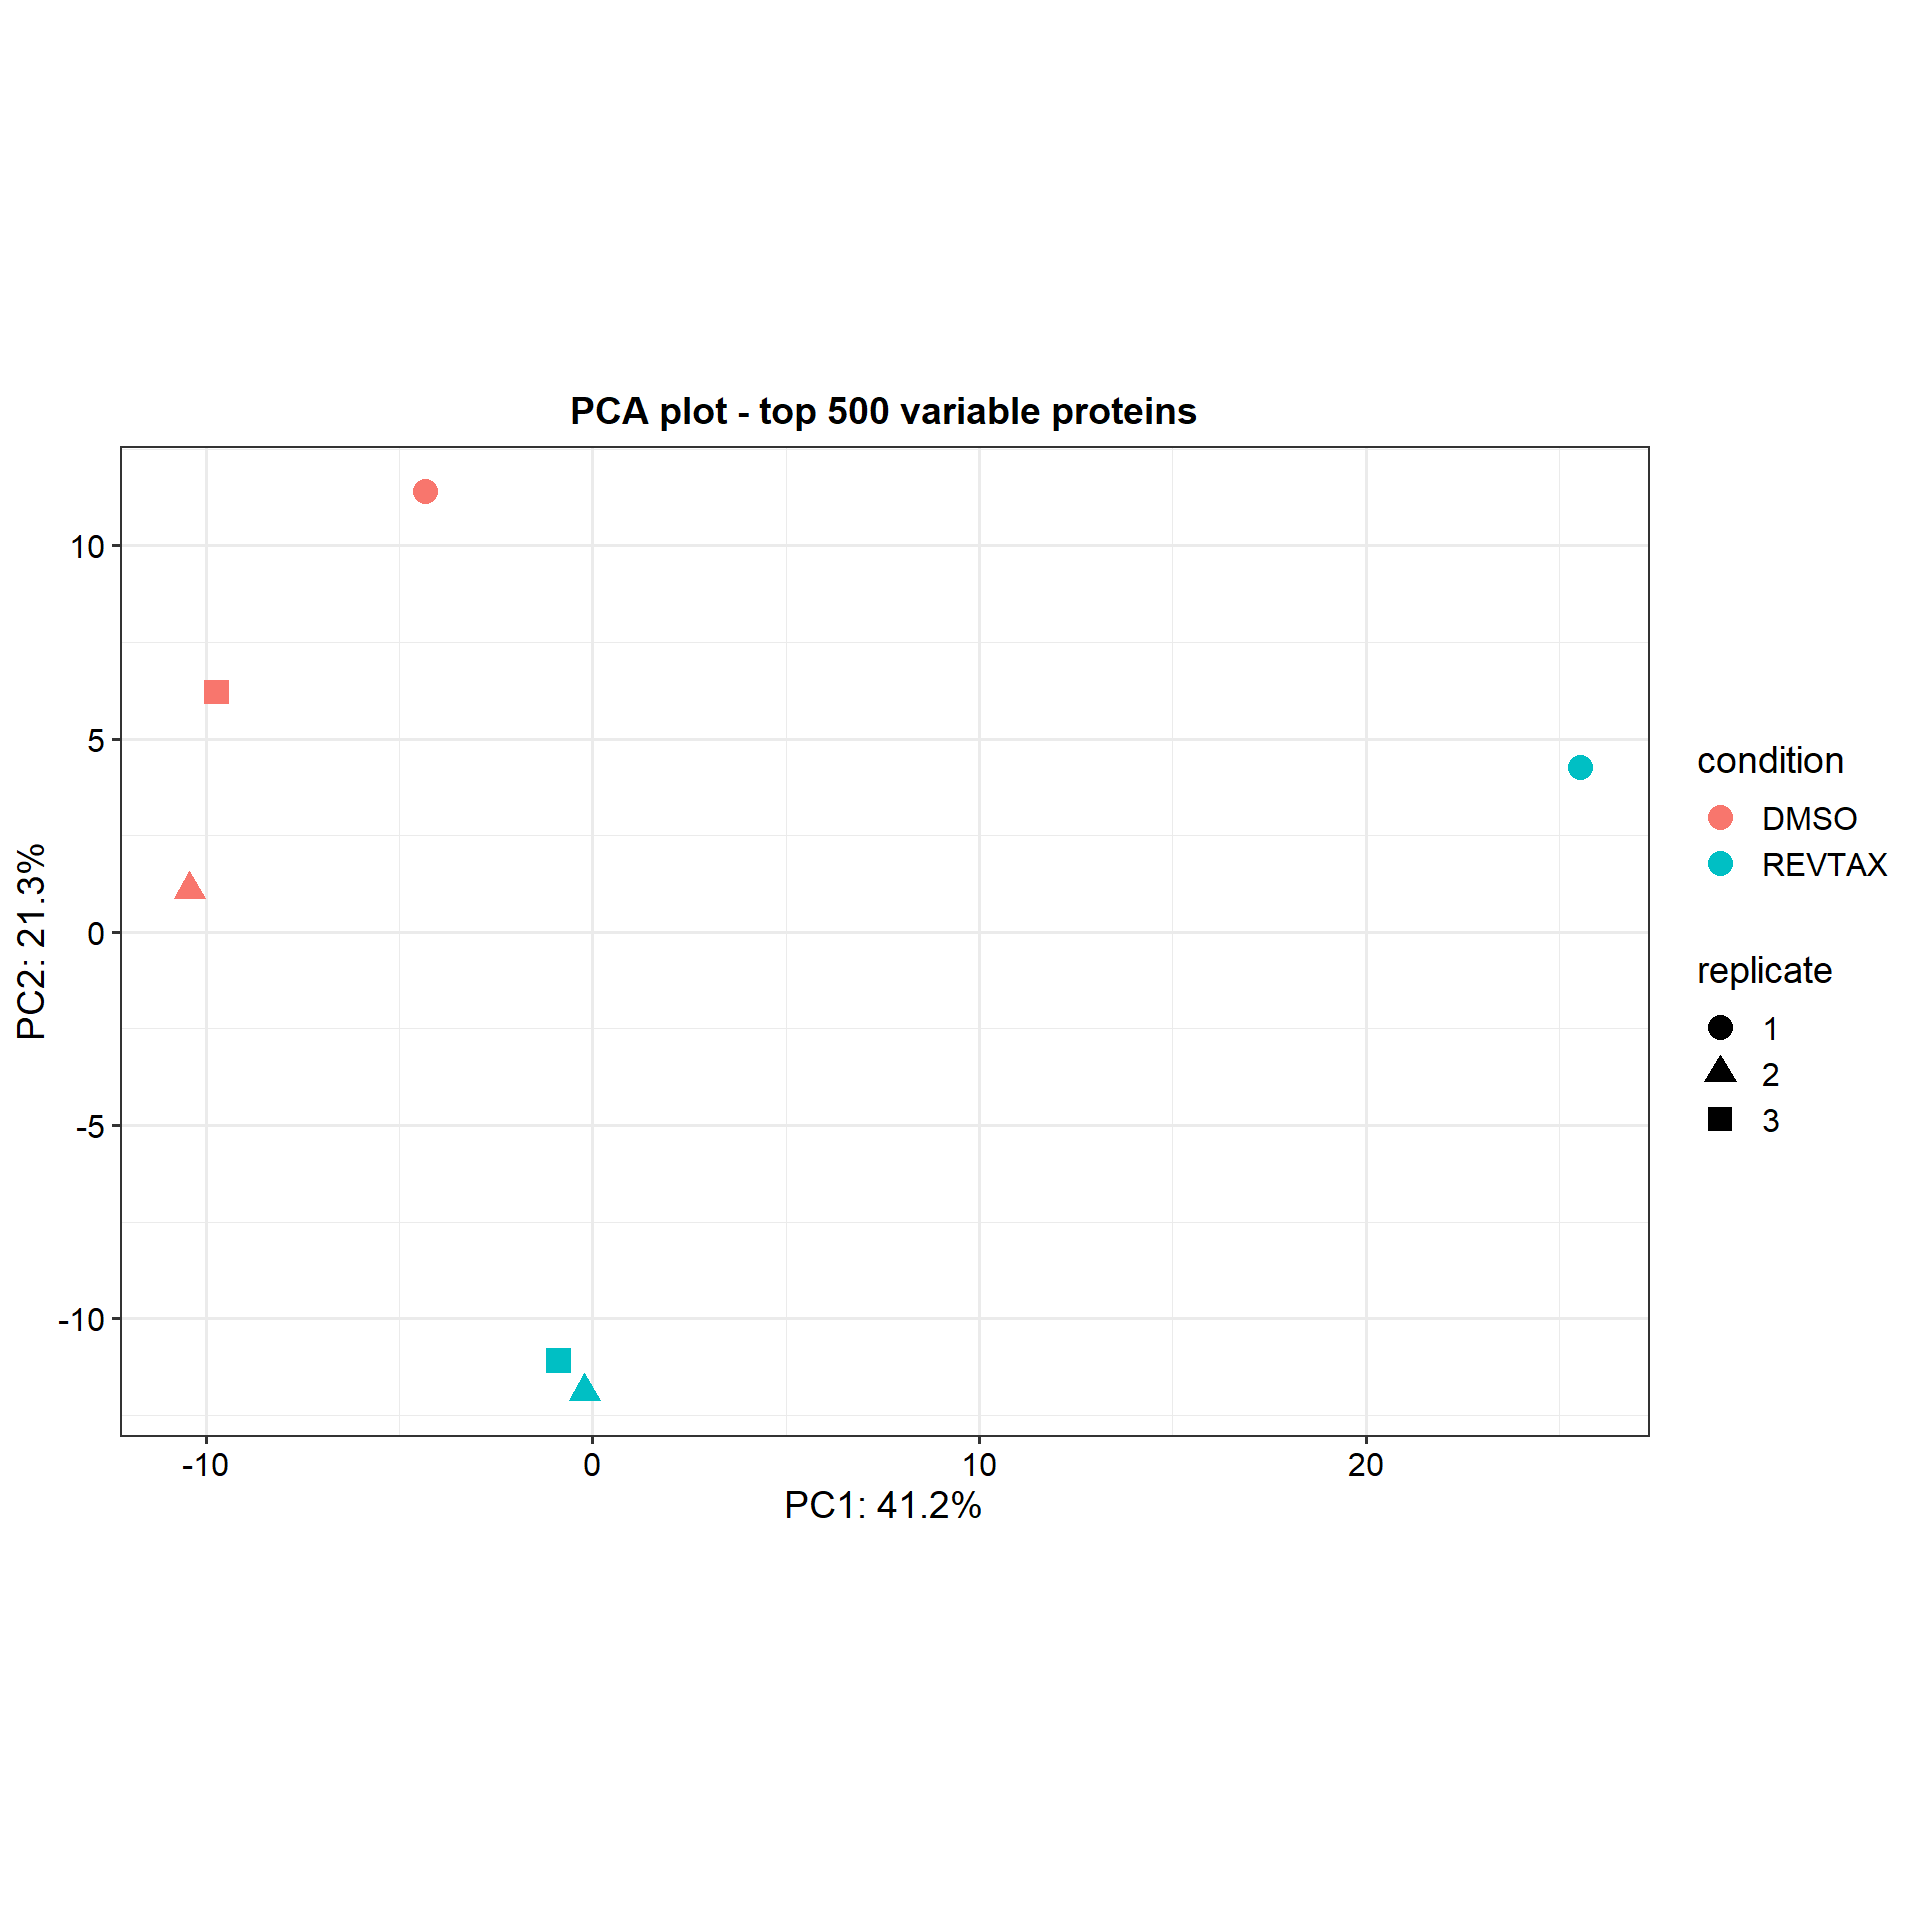 PCA plot - top 500 variable proteins
10
5
0
-5
-10
PC2: 21.3%
-10
0
10
20
PC1: 41.2%
condition
DMSO
REVTAX
replicate
1
2
3